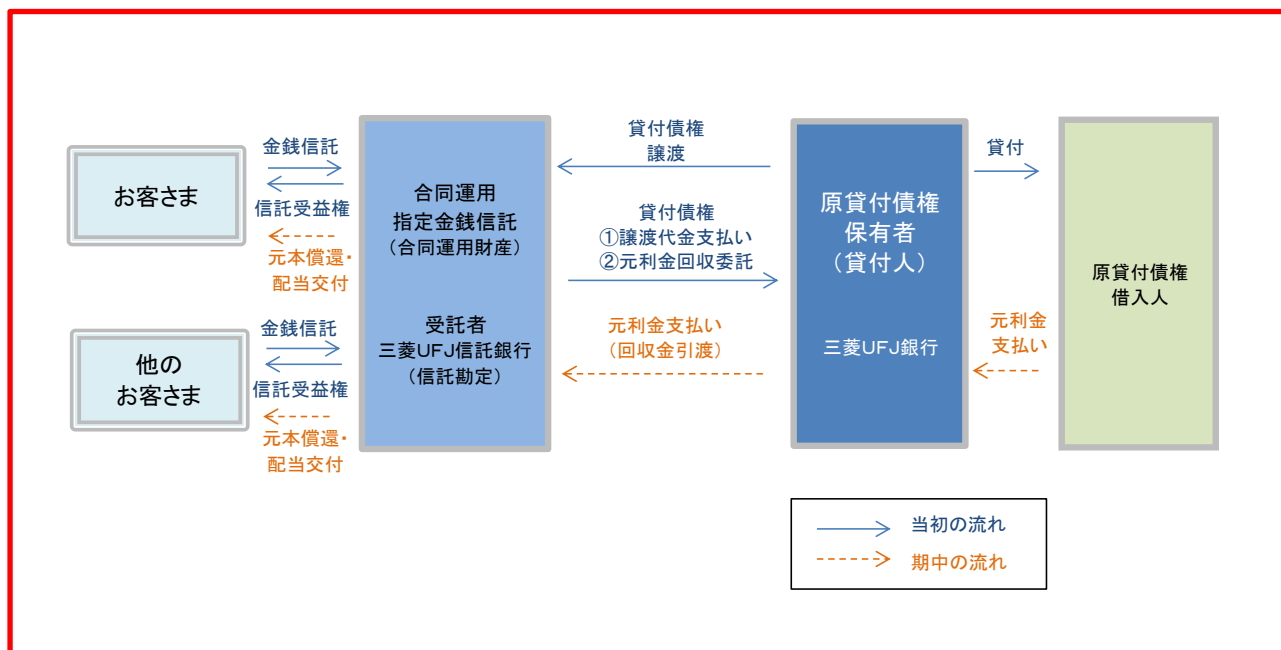 お客さま
金銭信託
信託受益権
元本償還・
配当交付
他の
お客さま
金銭信託
信託受益権
元本償還・
配当交付
合同運用
指定金銭信託
（合同運用財産）
受託者
三菱UFJ信託銀行
（信託勘定）
貸付債権
譲渡
貸付債権
①譲渡代金支払い
②元利金回収委託
元利金支払い
（回収金引渡）
原貸付債権
保有者
（貸付人）
三菱UFJ銀行
貸付
元利金
支払い
原貸付債権
借入人
当初の流れ
期中の流れ